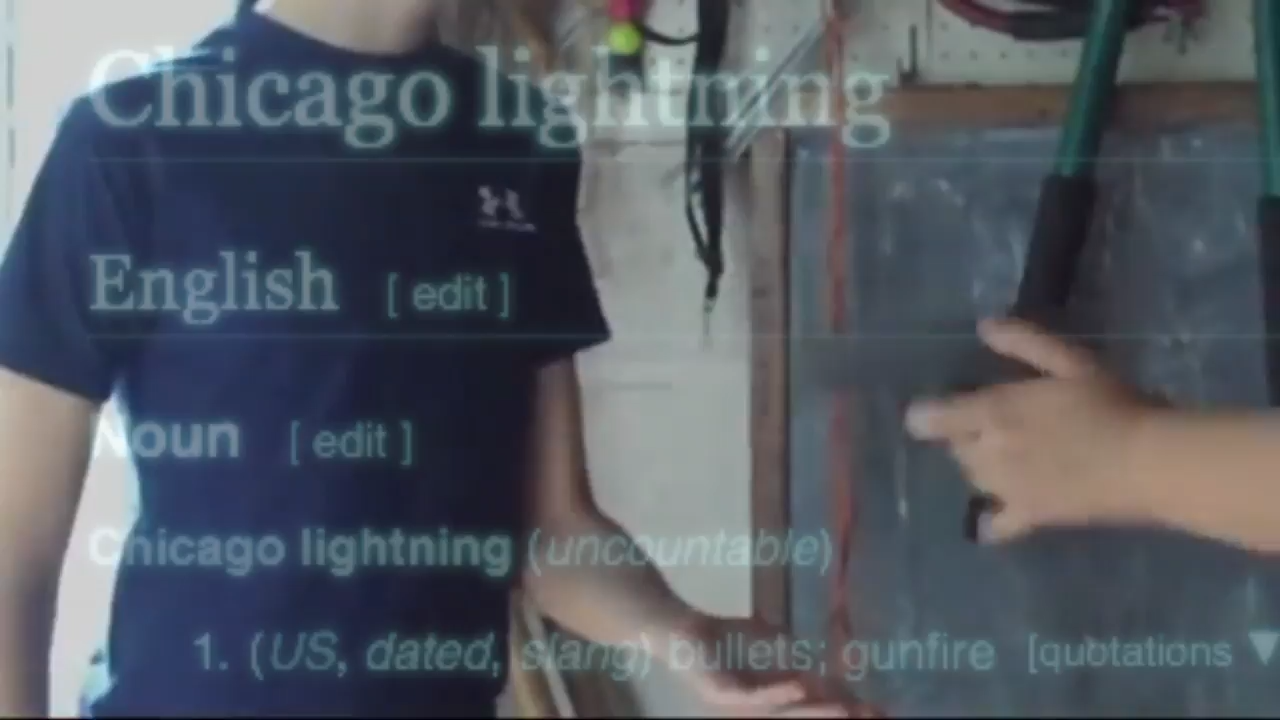 Chicago lightning
English [ edit ]
Noun [ edit ]
Chicago lightning (uncountable)
1. (US, dated, slang) bullets; gunfire [quotations ▼